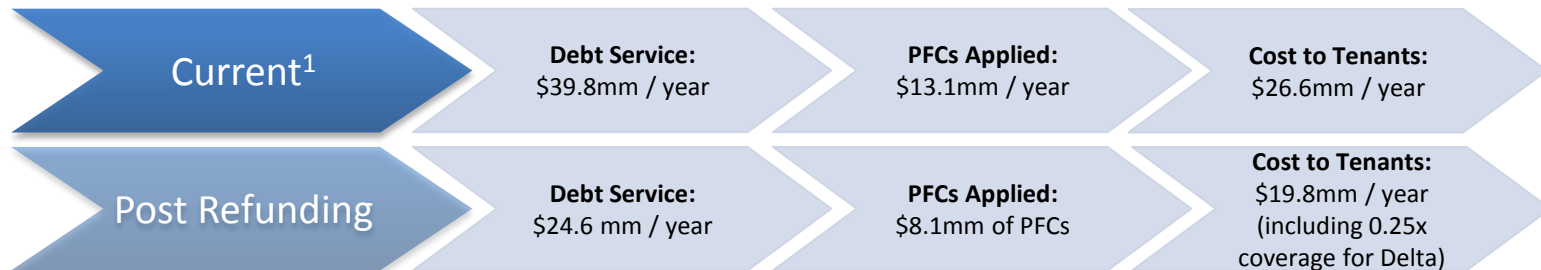 Current1
Debt Service:
$39.8mm / year
PFCs Applied:
$13.1mm / year
Cost to Tenants:
$26.6mm / year
Post Refunding
Debt Service:
$24.6 mm / year
PFCs Applied:
$8.1mm of PFCs
Cost to Tenants:
$19.8mm / year
(including 0.25x
coverage for Delta)